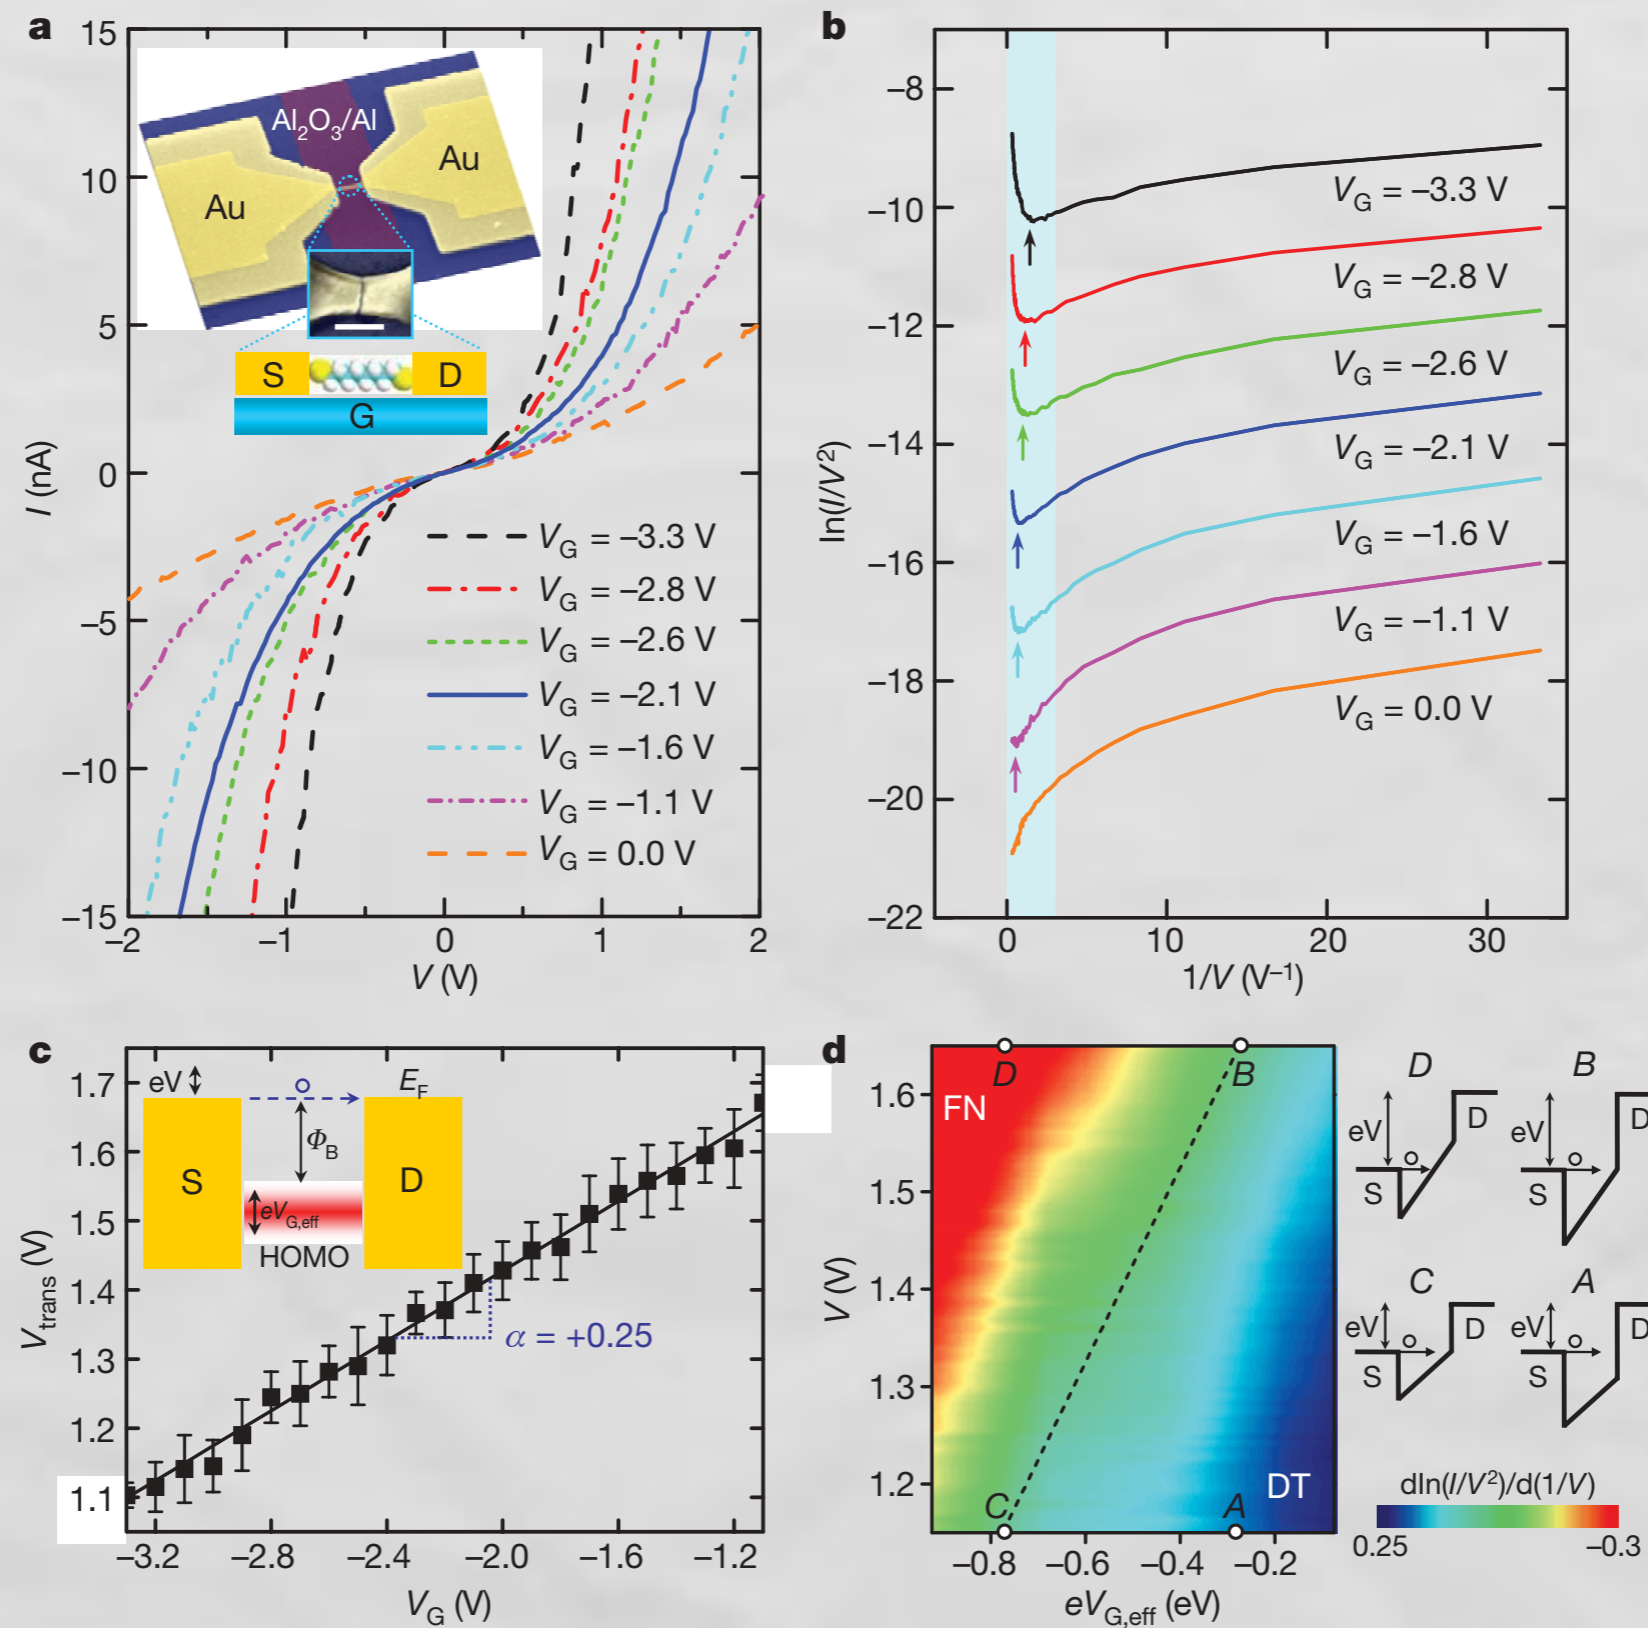 a
15
10
5
0
−5
−10
−15
−2
−1
0
1
2
I (nA)
V (V)
Al2O3/Al
Au
Au
S
D
G
VG = −3.3 V
VG = −2.8 V
VG = −2.6 V
VG = −2.1 V
VG = −1.6 V
VG = −1.1 V
VG = 0.0 V
b
−8
−10
−12
−14
−16
−18
−20
−22
0
10
20
30
ln(I/V²)
1/V (V⁻¹)
VG = −3.3 V
VG = −2.8 V
VG = −2.6 V
VG = −2.1 V
VG = −1.6 V
VG = −1.1 V
VG = 0.0 V
c
1.7
1.6
1.5
1.4
1.3
1.2
1.1
−3.2
−2.8
−2.4
−2.0
−1.6
−1.2
Vtrans (V)
VG (V)
eV
EF
ΦB
S
D
eVG,eff
HOMO
α = +0.25
d
1.6
1.5
1.4
1.3
1.2
−0.8
−0.6
−0.4
−0.2
V (V)
eVG,eff (eV)
D
B
FN
C
A
DT
D
eV
D
S
B
eV
D
S
C
eV
D
S
A
eV
D
S
dln(I/V²)/d(1/V)
0.25
−0.3